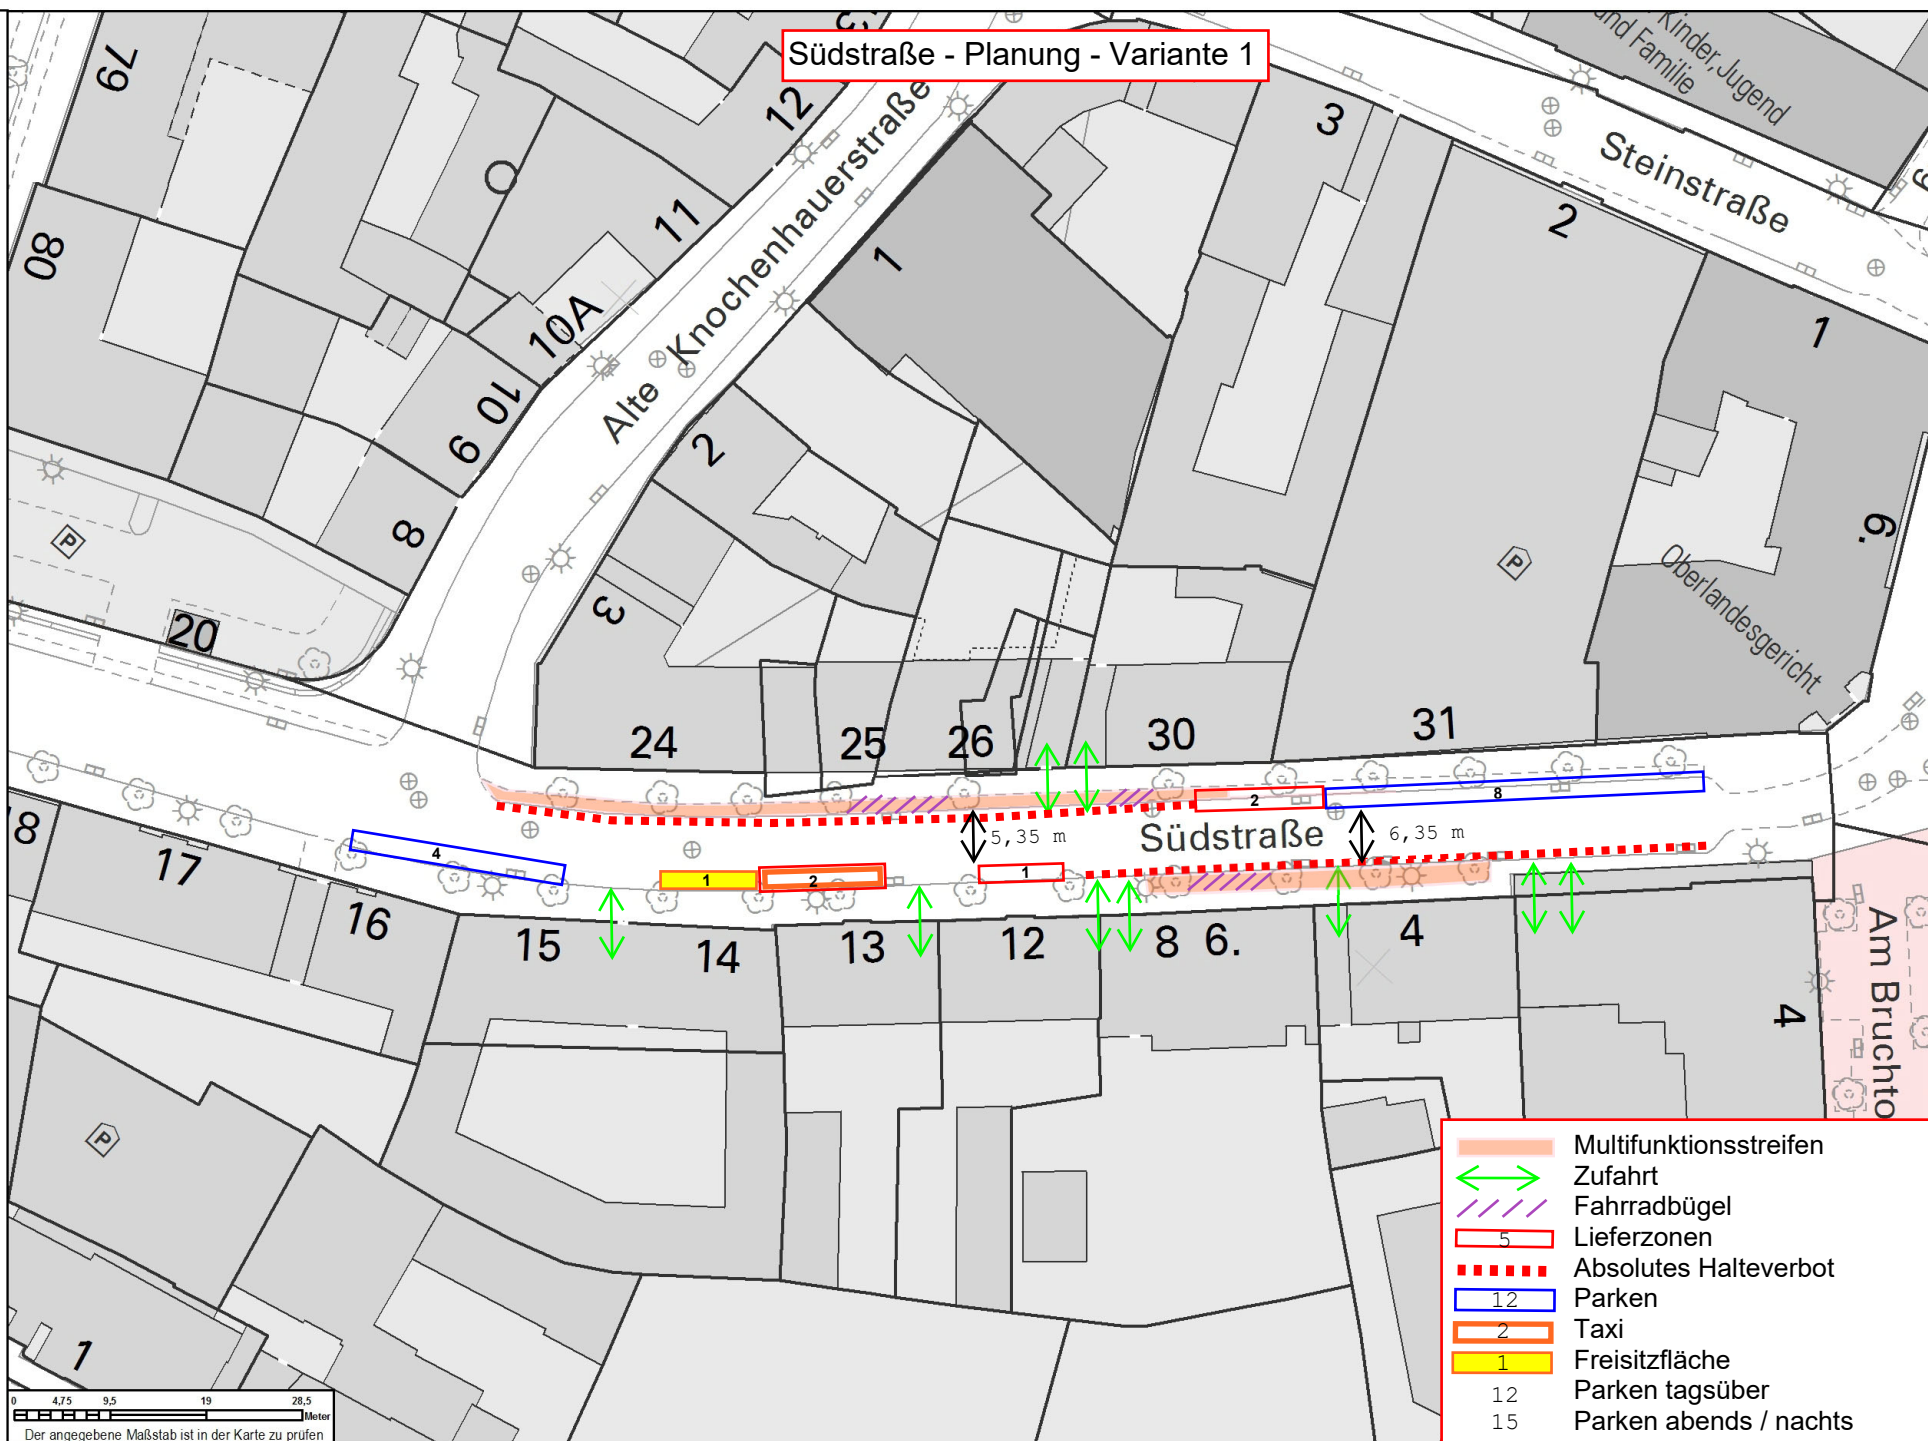 Südstraße - Planung - Variante 1
79
12
3
Kinder,Jugend
und Familie
Steinstraße
80
11
1
2
10A
Alte Knochenhauerstraße
1
10
9
2
8
6.
P
P
Oberlandesgericht
3
20
24
25
26
30
31
2
8
5,35 m
Südstraße
6,35 m
18
17
4
1
2
1
16
15
14
13
12
8
6.
4
4
Am Bruchto
P
1
Multifunktionsstreifen
Zufahrt
Fahrradbügel
5 Lieferzonen
Absolutes Halteverbot
12 Parken
2 Taxi
1 Freisitzfläche
12 Parken tagsüber
15 Parken abends / nachts
0 4,75 9,5 19 28,5
Meter
Der angegebene Maßstab ist in der Karte zu prüfen